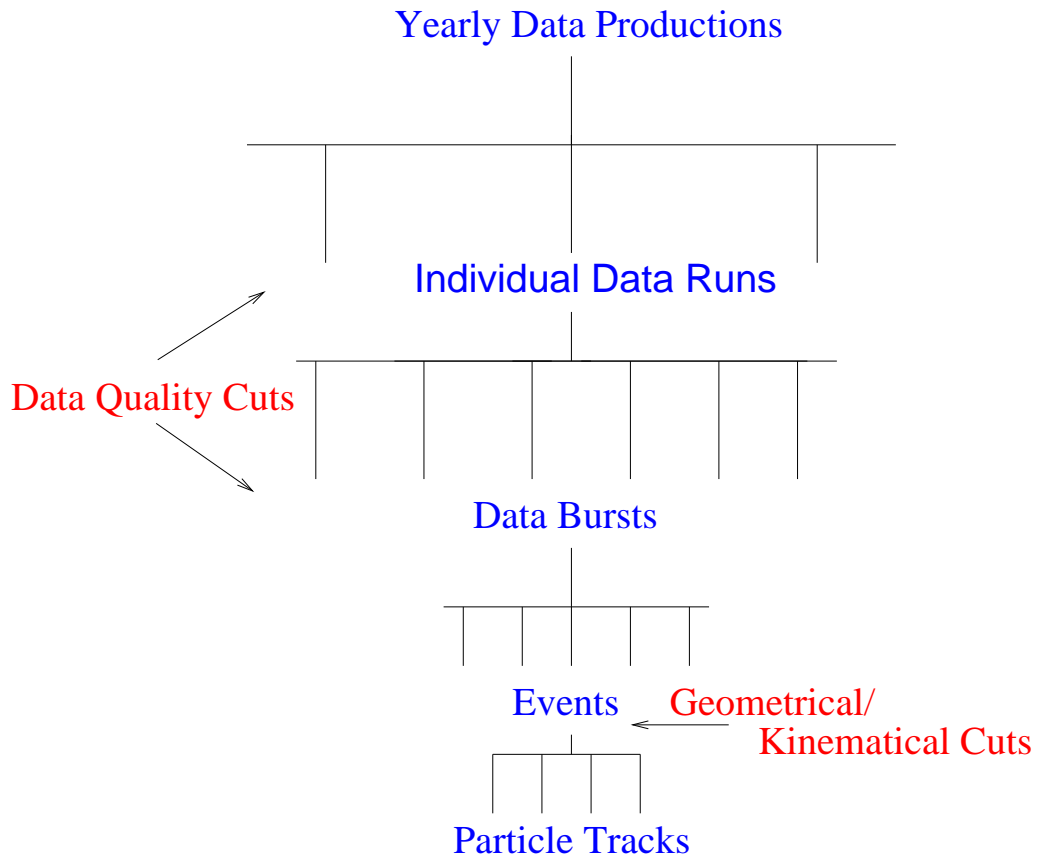 Yearly Data Productions
Individual Data Runs
Data Quality Cuts
Data Bursts
Events
Geometrical/
Kinematical Cuts
Particle Tracks